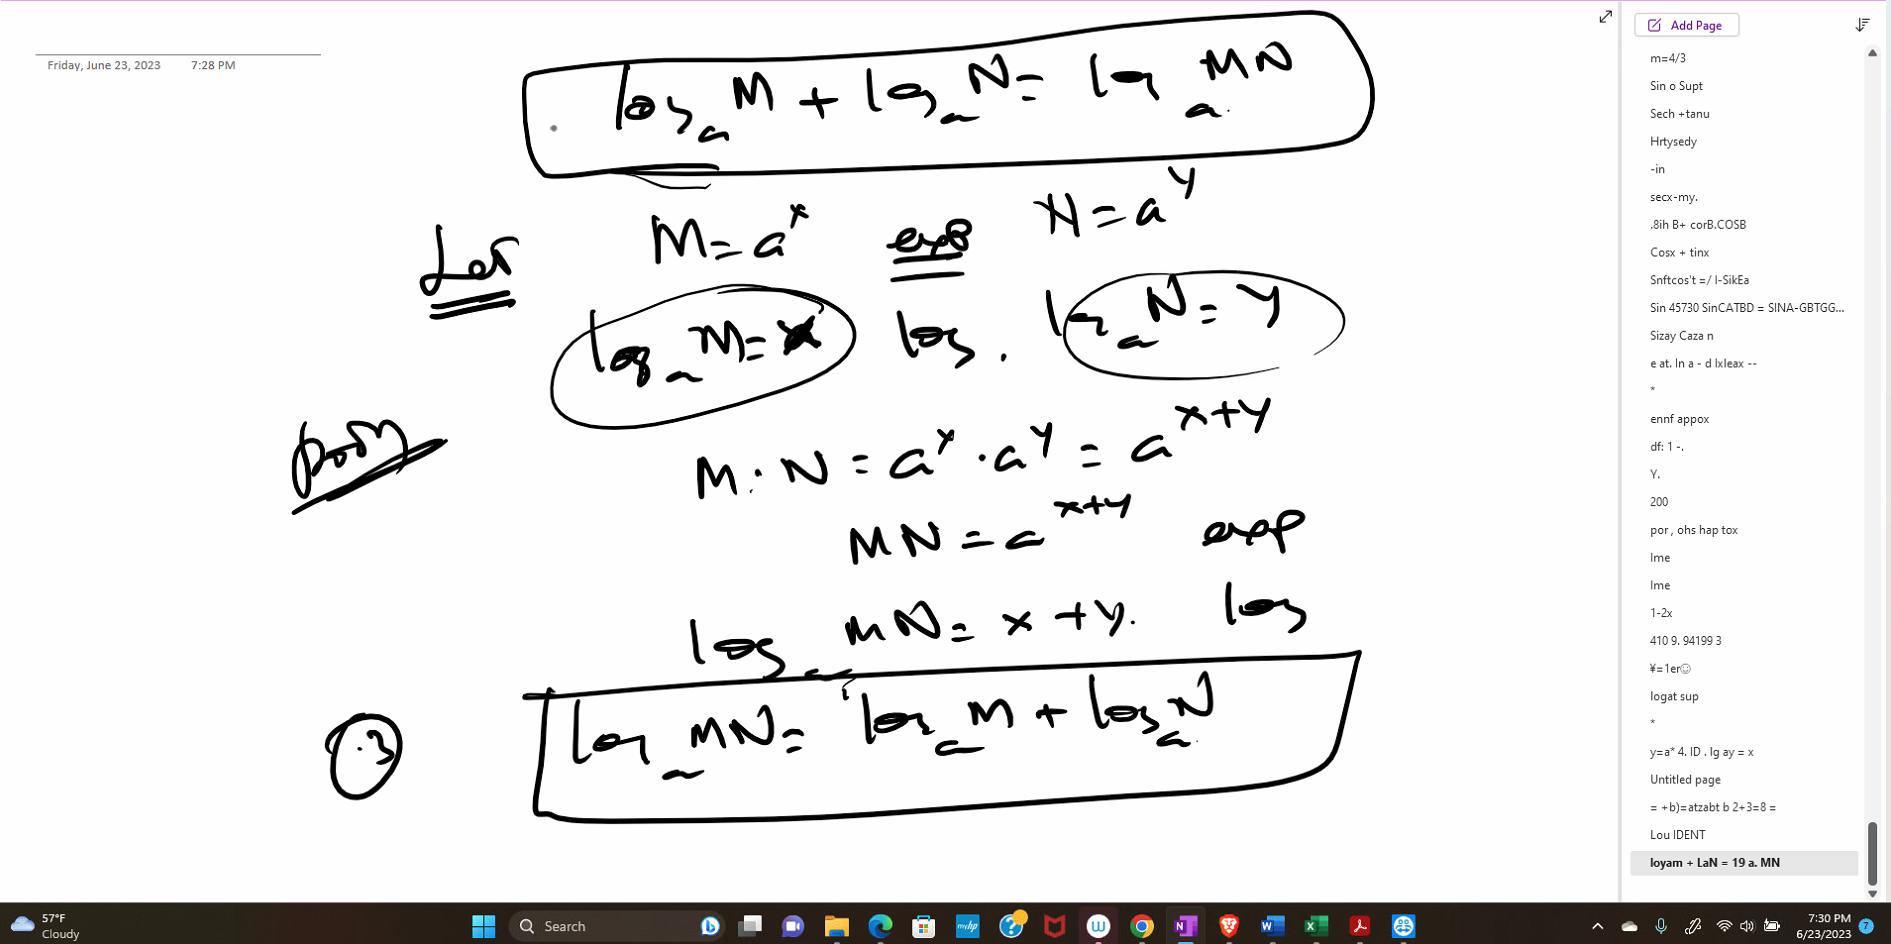 Friday, June 23, 2023 7:28 PM
log_a M + log_a N = log_a MN
Let M = a^x exp N = a^y
log_a M = x log. log_a N = y
proof
M · N = a^x · a^y = a^(x+y)
MN = a^(x+y) exp
log_a MN = x + y. log
log_a MN = log_a M + log_a N
Add Page
m=4/3
Sin o Supt
Sech +tanu
Hrtysedy
-in
secx-my.
.8ih B+ corB.COSB
Cosx + tinx
Snftcos't =/ I-SikEa
Sin 45730 SinCATBD = SINA-GBTGG...
Sizay Caza n
e at. In a - d lxleax --
*
ennf appox
df: 1 -.
Y.
200
por , ohs hap tox
Ime
Ime
1-2x
410 9. 94199 3
¥=1er☺
logat sup
*
y=a* 4. ID . lg ay = x
Untitled page
= +b)=atzabt b 2+3=8 =
Lou IDENT
loyam + LaN = 19 a. MN
57°F
Cloudy
Search
7:30 PM
6/23/2023
7